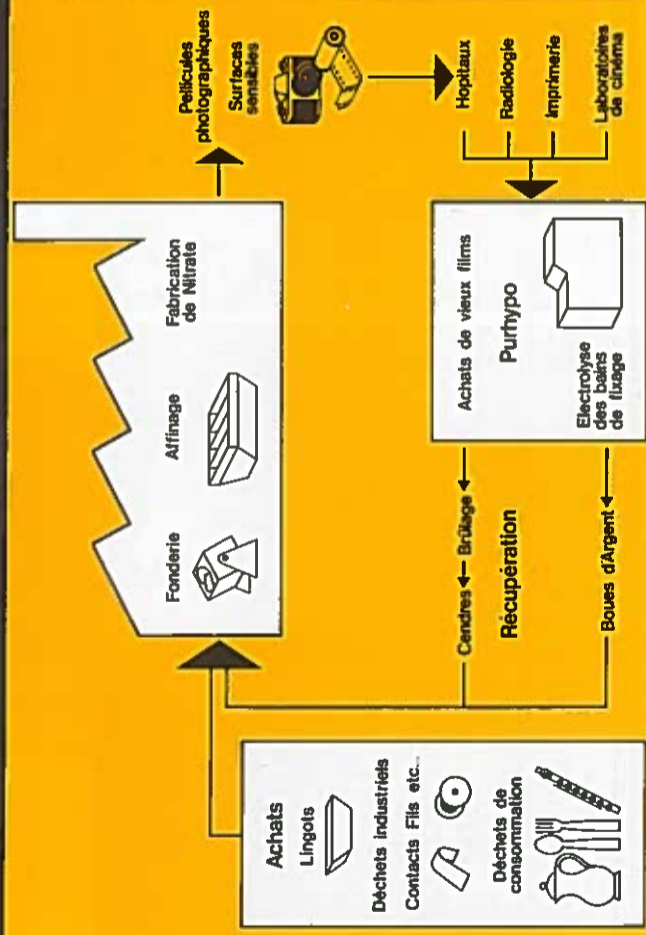 Fonderie
Affinage
Fabrication
de Nitrate
Pellicules
photographiques
Surfaces
sensibles
Hopitaux
Radiologie
Imprimerie
Laboratoires
de cinéma
Achats de vieux films
Purhypo
Electrolyse
des bains
de fixage
Brûlage
Cendres
Récupération
Boues d'Argent
Achats
Lingots
Déchets industriels
Contacts Fils etc...
Déchets de
consommation